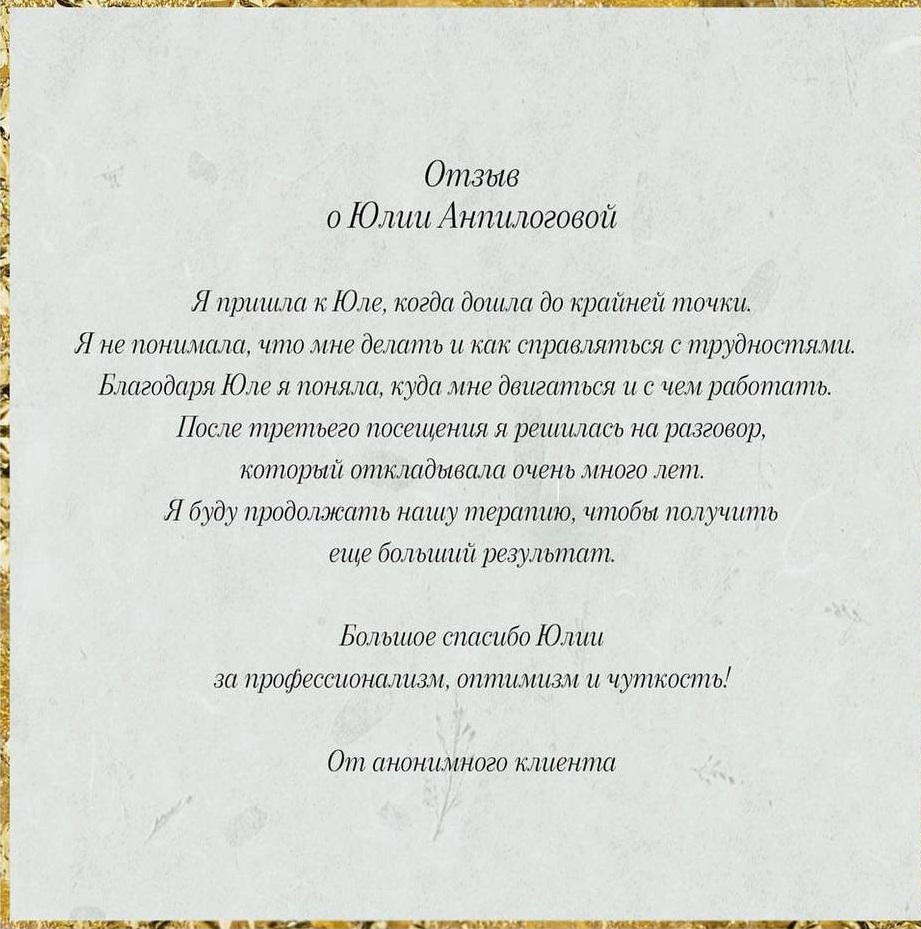 Отзыв
о Юлии Анпилоговой
Я пришла к Юле, когда дошла до крайней точки.
Я не понимала, что мне делать и как справляться с трудностями.
Благодаря Юле я поняла, куда мне двигаться и с чем работать.
После третьего посещения я решилась на разговор,
который откладывала очень много лет.
Я буду продолжать нашу терапию, чтобы получить
еще больший результат.
Большое спасибо Юлии
за профессионализм, оптимизм и чуткость!
От анонимного клиента